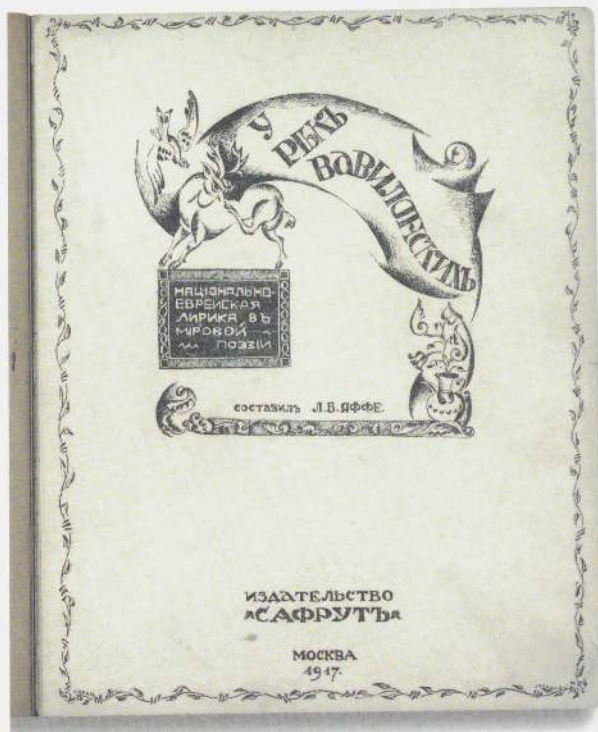 У
РѢКЪ
ВАВИЛОНСКИХЪ
НАЦІОНАЛЬНО-
ЕВРЕЙСКАЯ
ЛИРИКА ВЪ
МІРОВОЙ
ПОЭЗІИ
СОСТАВИЛЪ Л.Б.ЯФФЕ.
ИЗДАТЕЛЬСТВО
„САФРУТЪ“
МОСКВА
1917.